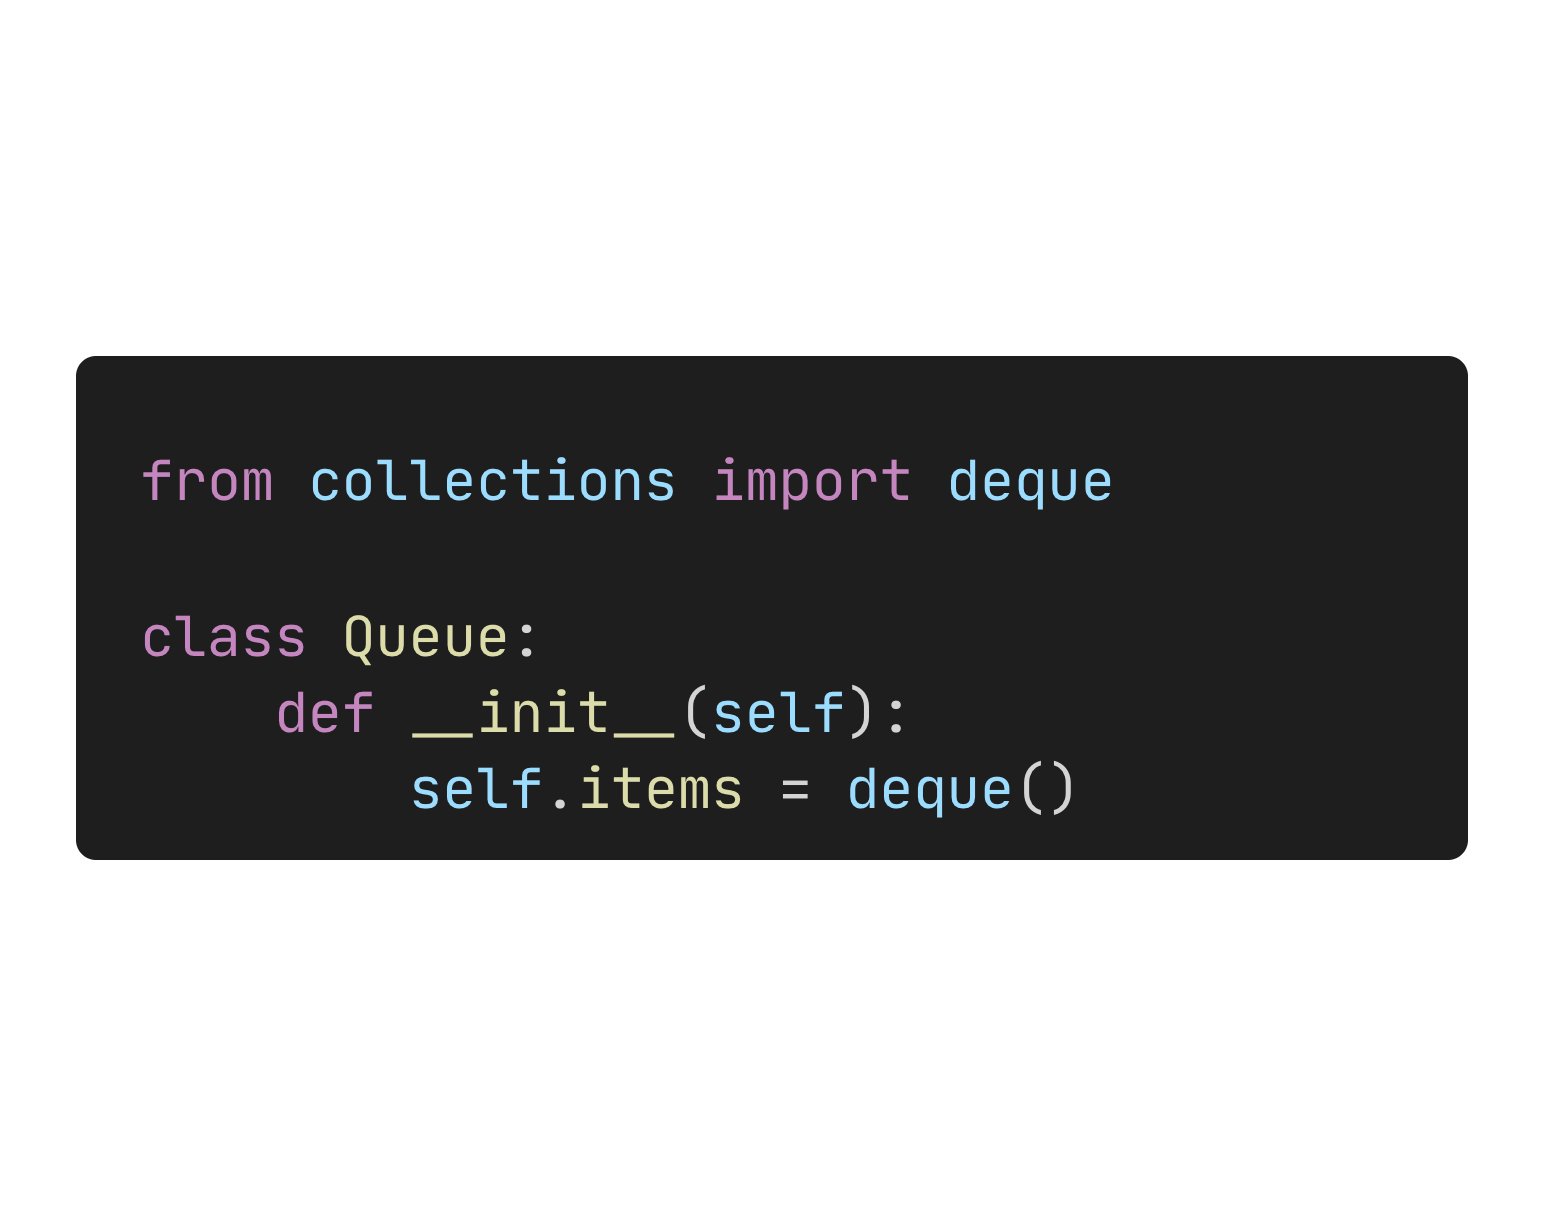 from collections import deque

class Queue:
    def __init__(self):
        self.items = deque()